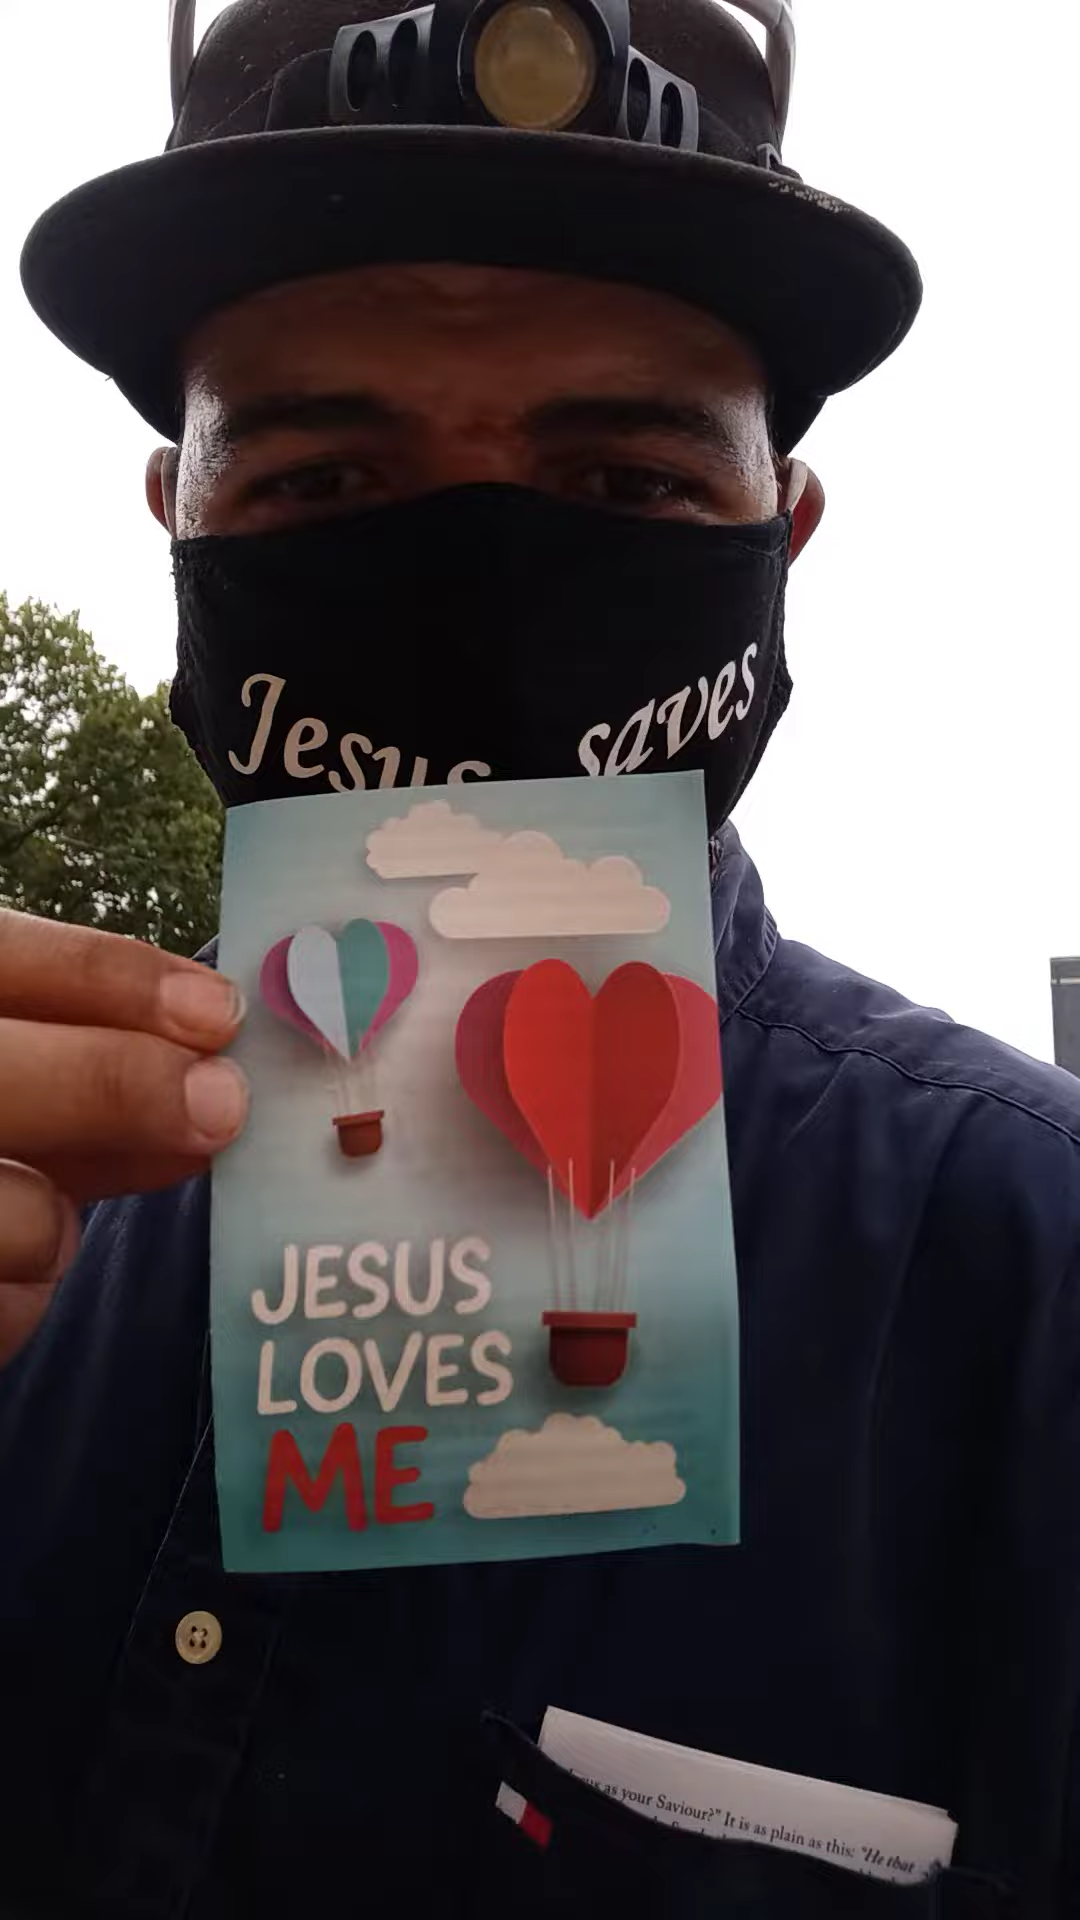 Jesus saves
JESUS
LOVES
ME
as your Saviour?" It is as plain as this: "He that